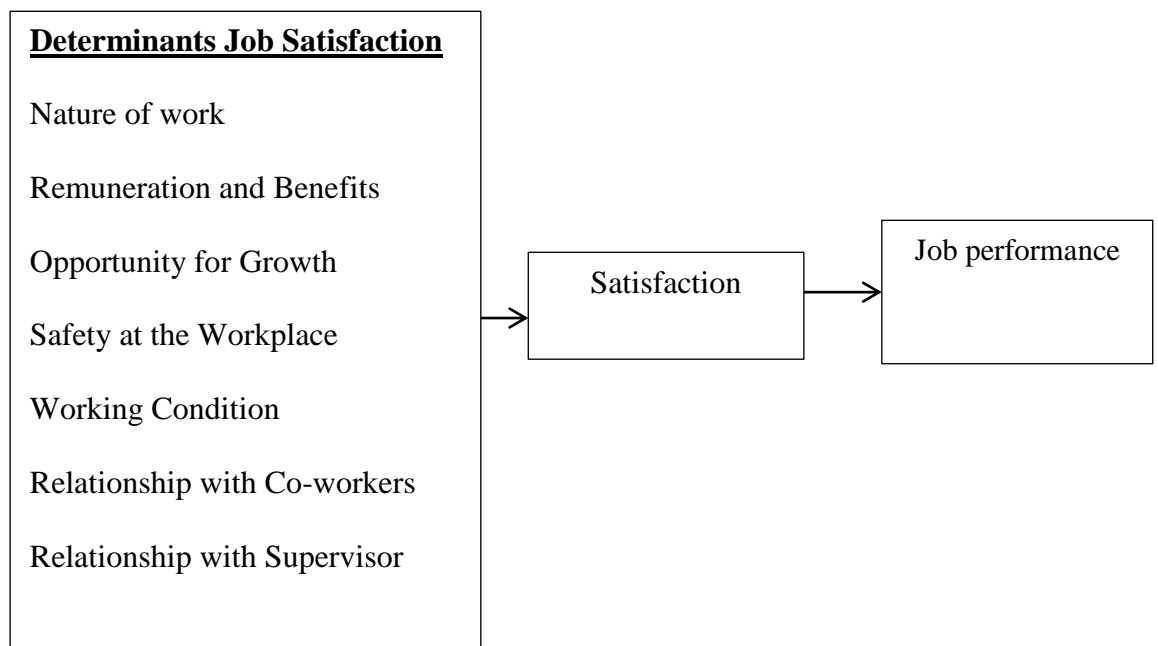 Determinants Job Satisfaction
Nature of work
Remuneration and Benefits
Opportunity for Growth
Safety at the Workplace
Working Condition
Relationship with Co-workers
Relationship with Supervisor
Satisfaction
Job performance